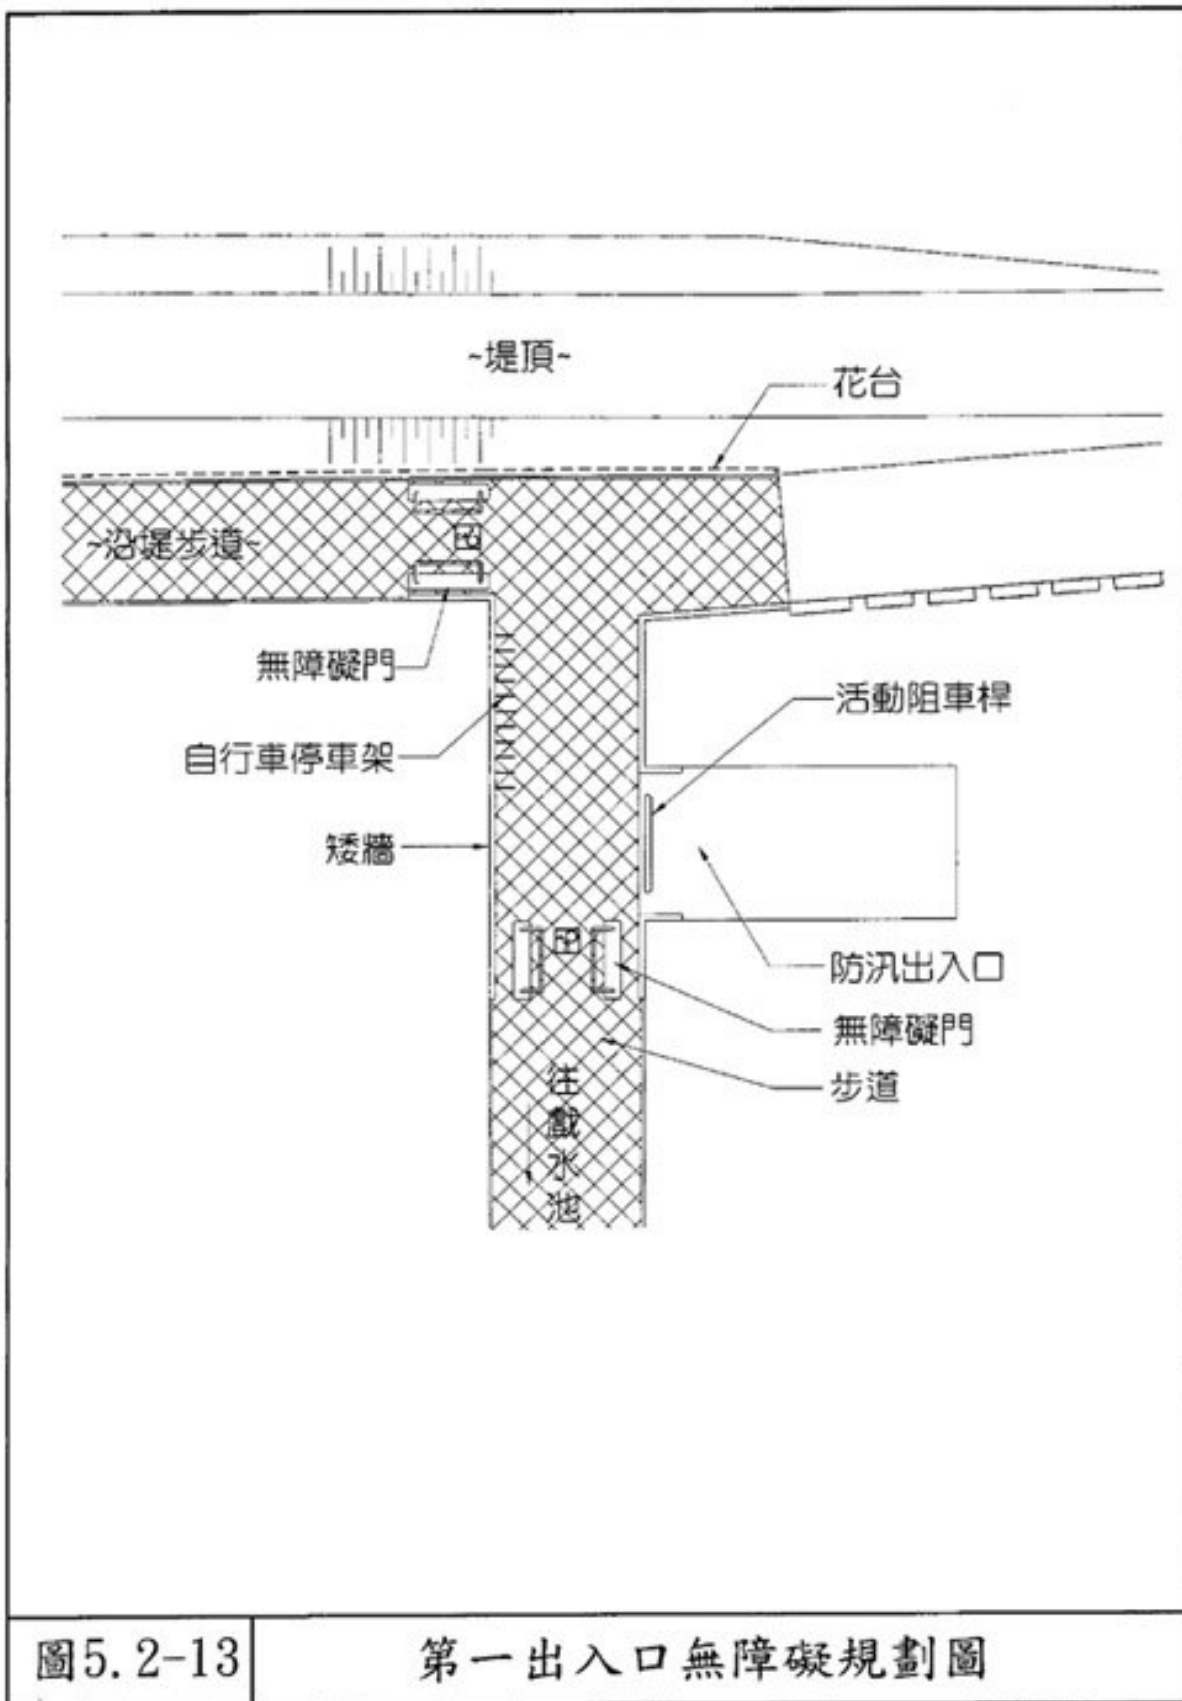 ~堤頂~
花台
~沿堤步道~
無障礙門
活動阻車桿
自行車停車架
矮牆
防汛出入口
無障礙門
步道
往戲水池
圖5.2-13
第一出入口無障礙規劃圖